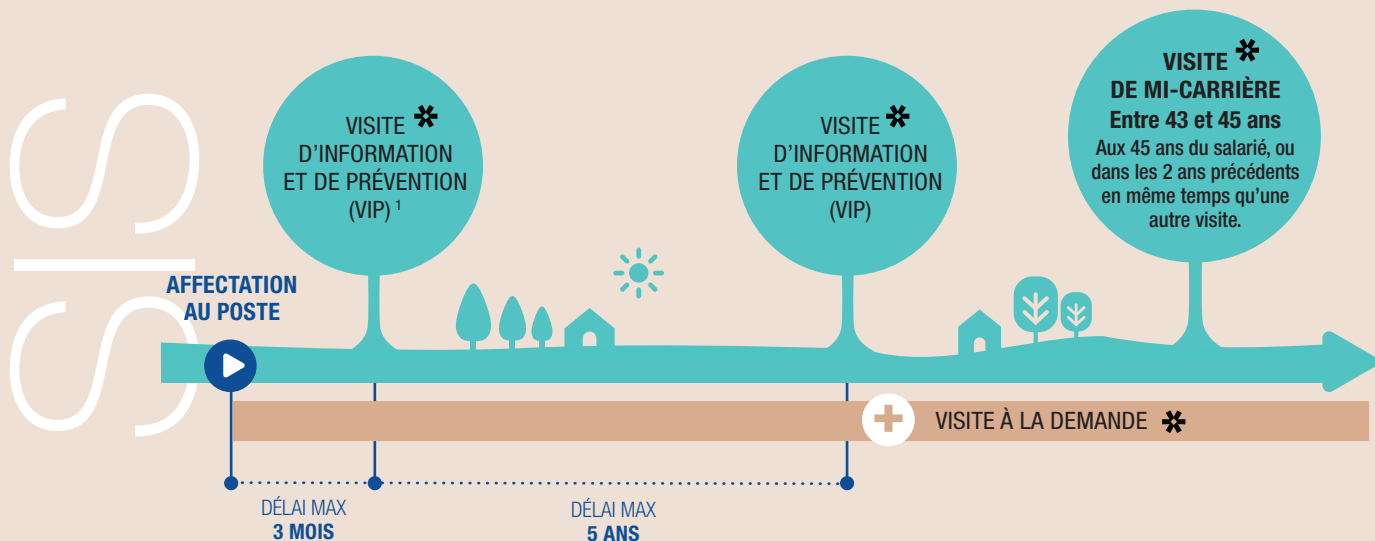 SIS
AFFECTATION
AU POSTE
VISITE *
D'INFORMATION
ET DE PRÉVENTION
(VIP) 1
VISITE *
D'INFORMATION
ET DE PRÉVENTION
(VIP)
VISITE *
DE MI-CARRIÈRE
Entre 43 et 45 ans
Aux 45 ans du salarié, ou
dans les 2 ans précédents
en même temps qu'une
autre visite.
VISITE À LA DEMANDE *
DÉLAI MAX
3 MOIS
DÉLAI MAX
5 ANS